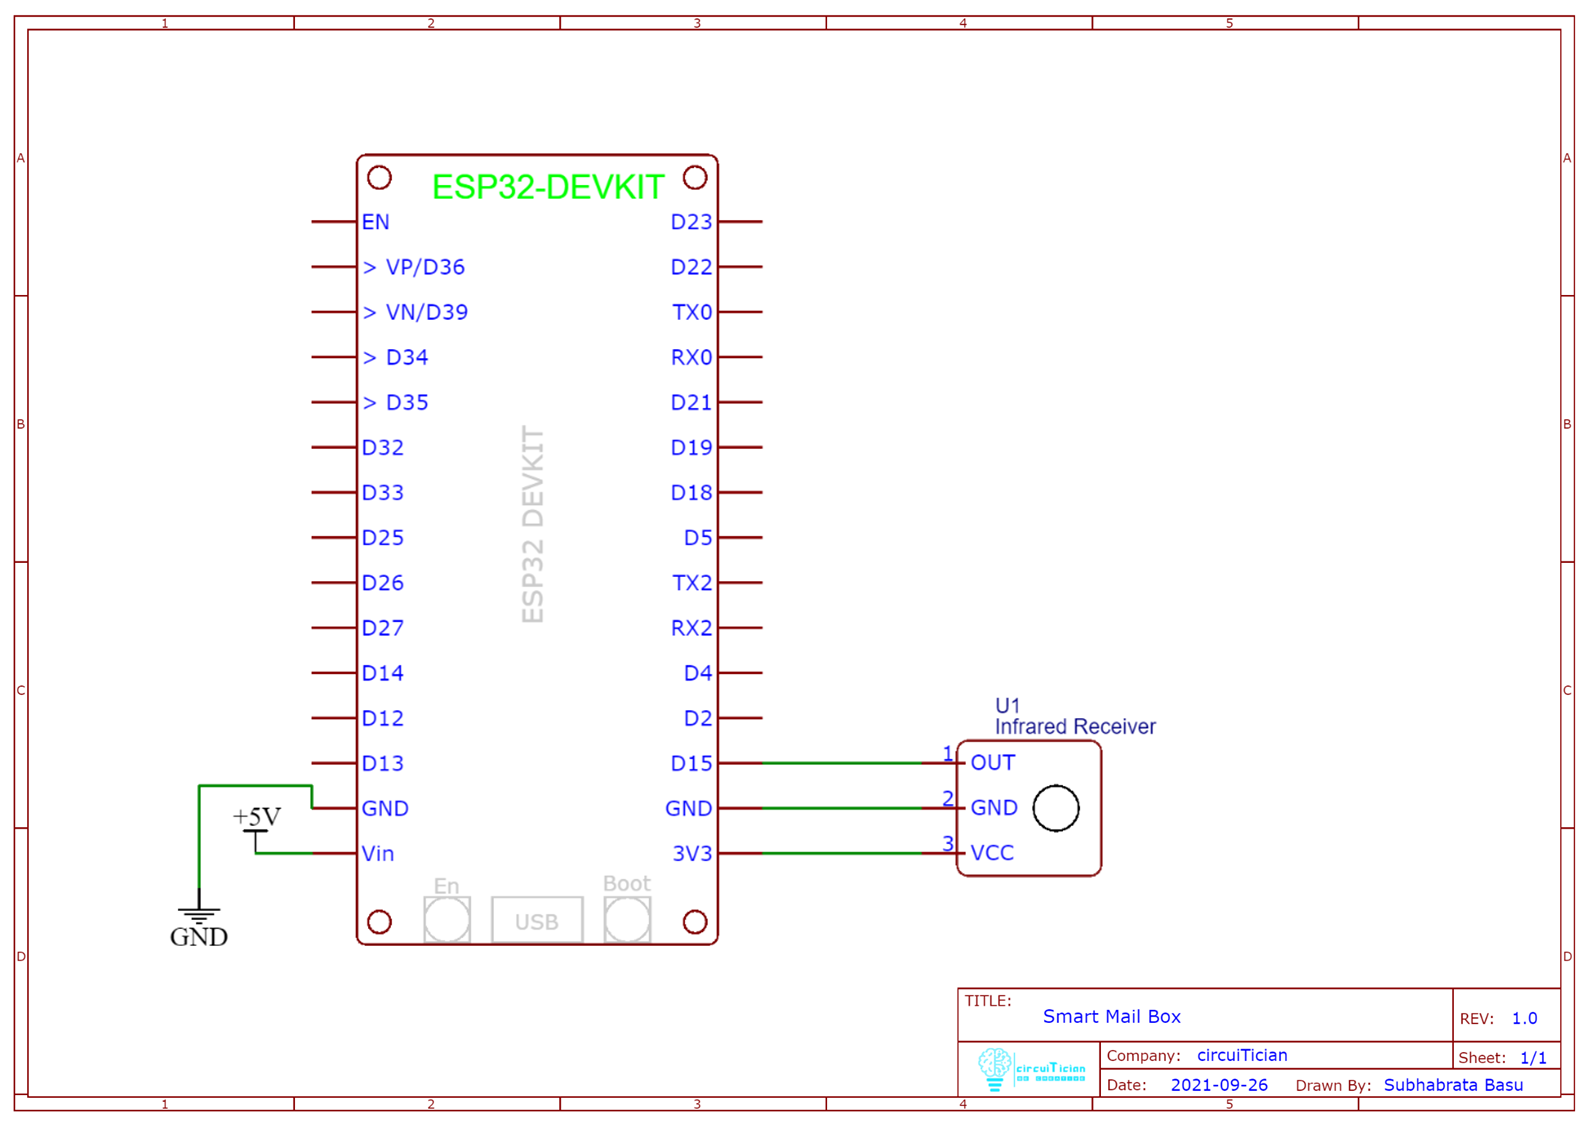 1 2 3 4 5
A A
ESP32-DEVKIT
EN D23
> VP/D36 D22
> VN/D39 TX0
> D34 RX0
> D35 D21
B B
D32 D19
D33 D18
D25 D5
D26 TX2
D27 RX2
D14 D4
D12 D2
D13 D15
GND GND
Vin 3V3
ESP32 DEVKIT
C C
+5V
GND
En USB Boot
U1
Infrared Receiver
1 OUT
2 GND
3 VCC
D D
TITLE:
Smart Mail Box
REV: 1.0
circuiTician
Company: circuiTician
Sheet: 1/1
Date: 2021-09-26 Drawn By: Subhabrata Basu
1 2 3 4 5